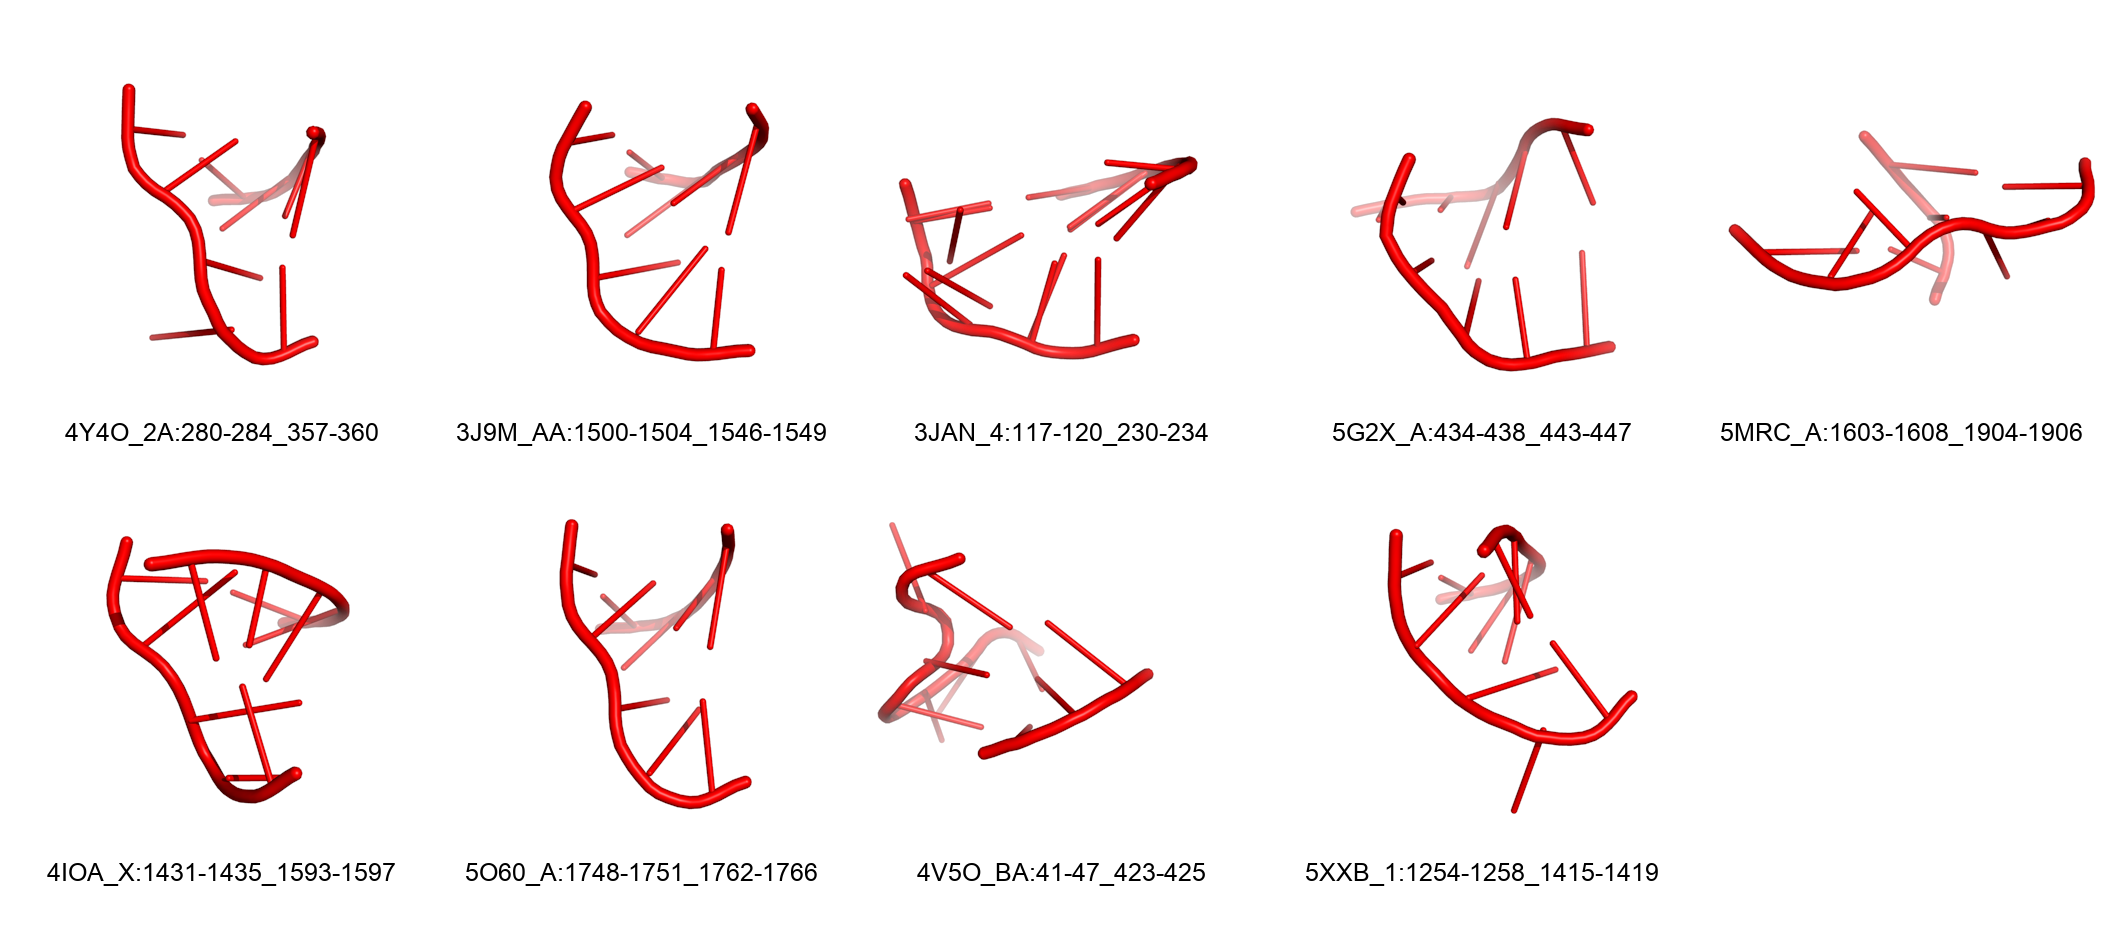 4Y4O_2A:280-284_357-360
3J9M_AA:1500-1504_1546-1549
3JAN_4:117-120_230-234
5G2X_A:434-438_443-447
5MRC_A:1603-1608_1904-1906
4IOA_X:1431-1435_1593-1597
5O60_A:1748-1751_1762-1766
4V5O_BA:41-47_423-425
5XXB_1:1254-1258_1415-1419